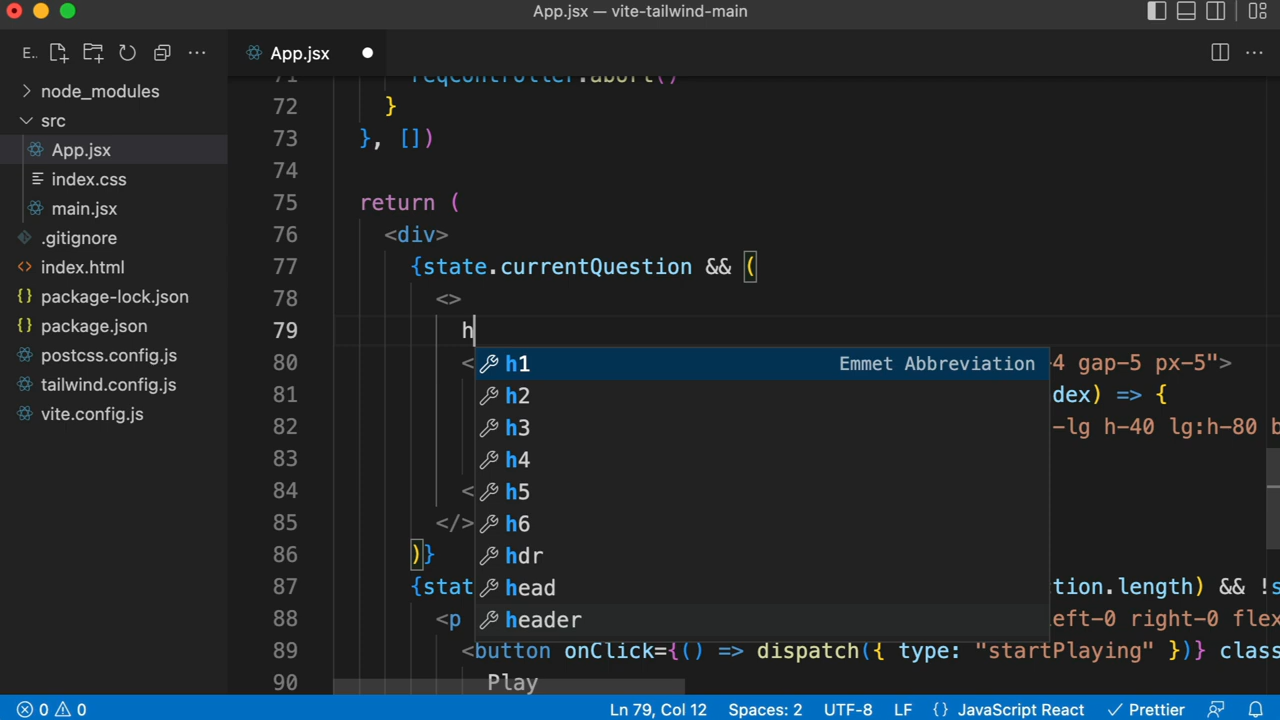 App.jsx — vite-tailwind-main
E..
App.jsx
node_modules
src
App.jsx
index.css
main.jsx
.gitignore
index.html
package-lock.json
package.json
postcss.config.js
tailwind.config.js
vite.config.js
71 reqController.abort()
72 }
73 }, [])
74
75 return (
76 <div>
77 {state.currentQuestion && (
78 <>
79 h
80 < 4 gap-5 px-5">
81 dex) => {
82 -lg h-40 lg:h-80 b
83
84 <
85 </>
86 )}
87 {stat tion.length) && !s
88 <p eft-0 right-0 flex
89 <button onClick={() => dispatch({ type: "startPlaying" })} class
90 Play
h1 Emmet Abbreviation
h2
h3
h4
h5
h6
hdr
head
header
0 0 Ln 79, Col 12 Spaces: 2 UTF-8 LF {} JavaScript React Prettier